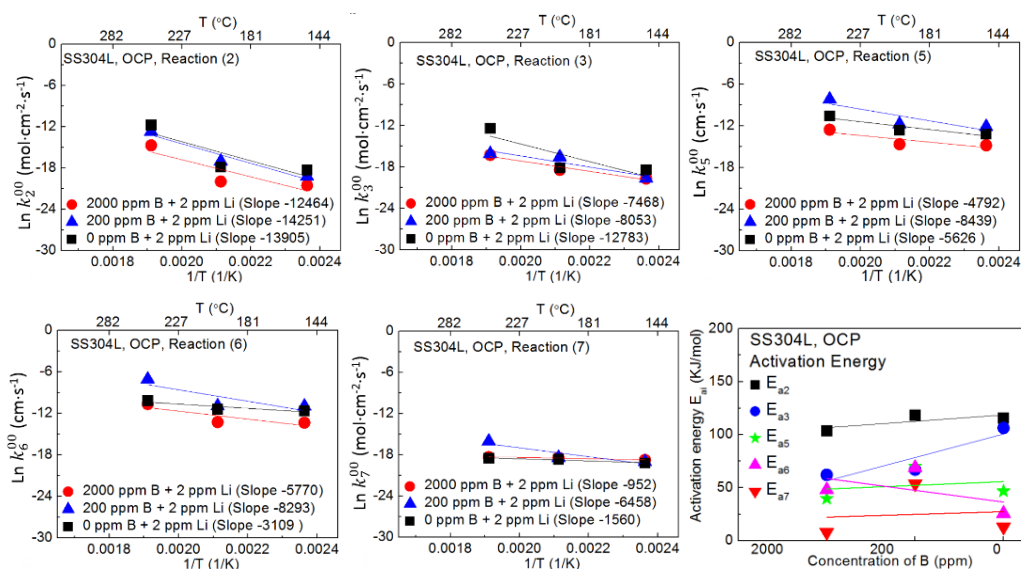 T (°C)
282 227 181 144
SS304L, OCP, Reaction (2)
Ln k₂⁰⁰ (mol·cm⁻²·s⁻¹)
0
-6
-12
-18
-24
-30
2000 ppm B + 2 ppm Li (Slope -12464)
200 ppm B + 2 ppm Li (Slope -14251)
0 ppm B + 2 ppm Li (Slope -13905)
0.0018 0.0020 0.0022 0.0024
1/T (1/K)
T (°C)
282 227 181 144
SS304L, OCP, Reaction (3)
Ln k₃⁰⁰ (mol·cm⁻²·s⁻¹)
0
-6
-12
-18
-24
-30
2000 ppm B + 2 ppm Li (Slope -7468)
200 ppm B + 2 ppm Li (Slope -8053)
0 ppm B + 2 ppm Li (Slope -12783)
0.0018 0.0020 0.0022 0.0024
1/T (1/K)
T (°C)
282 227 181 144
SS304L, OCP, Reaction (5)
Ln k₅⁰⁰ (cm·s⁻¹)
0
-6
-12
-18
-24
-30
2000 ppm B + 2 ppm Li (Slope -4792)
200 ppm B + 2 ppm Li (Slope -8439)
0 ppm B + 2 ppm Li (Slope-5626 )
0.0018 0.0020 0.0022 0.0024
1/T (1/K)
T (°C)
282 227 181 144
SS304L, OCP, Reaction (6)
Ln k₆⁰⁰ (cm·s⁻¹)
0
-6
-12
-18
-24
-30
2000 ppm B + 2 ppm Li (Slope -5770)
200 ppm B + 2 ppm Li (Slope -8293)
0 ppm B + 2 ppm Li (Slope -3109)
0.0018 0.0020 0.0022 0.0024
1/T (1/K)
T (°C)
282 227 181 144
SS304L, OCP, Reaction (7)
Ln k₇⁰⁰ (mol·cm⁻²·s⁻¹)
0
-6
-12
-18
-24
-30
2000 ppm B + 2 ppm Li (Slope -952)
200 ppm B + 2 ppm Li (Slope -6458)
0 ppm B + 2 ppm Li (Slope -1560)
0.0018 0.0020 0.0022 0.0024
1/T (1/K)
SS304L, OCP
Activation Energy
Activation energy Eₐᵢ (KJ/mol)
200
150
100
50
0
Eₐ₂
Eₐ₃
Eₐ₅
Eₐ₆
Eₐ₇
2000 200 0
Concentration of B (ppm)